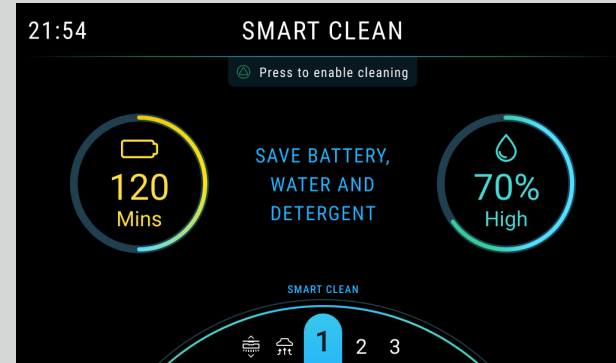 21:54
SMART CLEAN
Press to enable cleaning
120
Mins
SAVE BATTERY,
WATER AND
DETERGENT
70%
High
SMART CLEAN
1 2 3